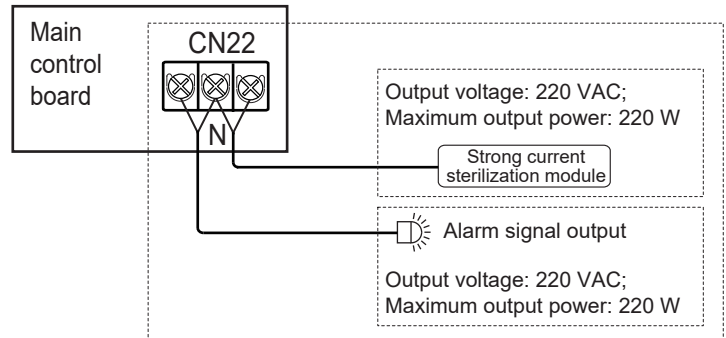 Main
control
board
CN22
N
Output voltage: 220 VAC;
Maximum output power: 220 W
Strong current
sterilization module
Alarm signal output
Output voltage: 220 VAC;
Maximum output power: 220 W